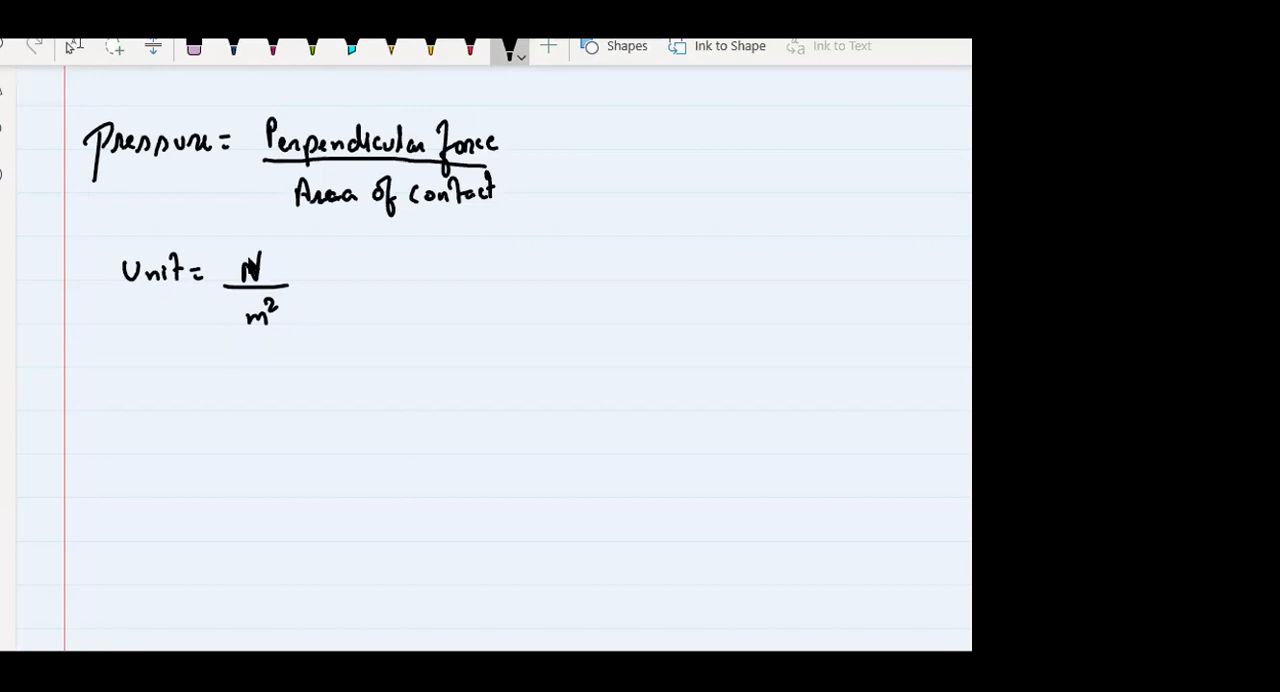 Shapes Ink to Shape Ink to Text
Pressure = Perpendicular force
Area of contact
Unit = N
m²